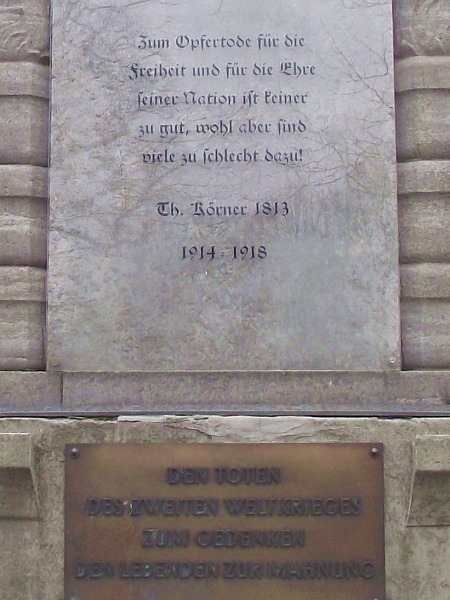 Zum Opfertode für die
Freiheit und für die Ehre
seiner Nation ist keiner
zu gut, wohl aber sind
viele zu schlecht dazu!
Th. Körner 1813
1914 - 1918
DEN TOTEN
DES ZWEITEN WELTKRIEGES
ZUM GEDENKEN
DEN LEBENDEN ZUR MAHNUNG